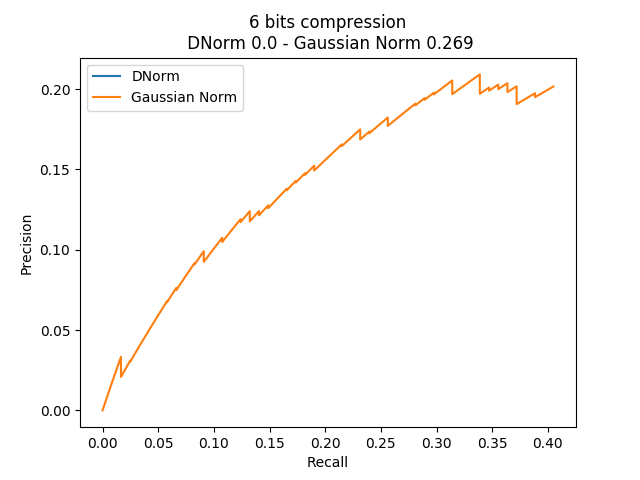 6 bits compression
DNorm 0.0 - Gaussian Norm 0.269
DNorm
Gaussian Norm
Precision
0.20
0.15
0.10
0.05
0.00
0.00 0.05 0.10 0.15 0.20 0.25 0.30 0.35 0.40
Recall